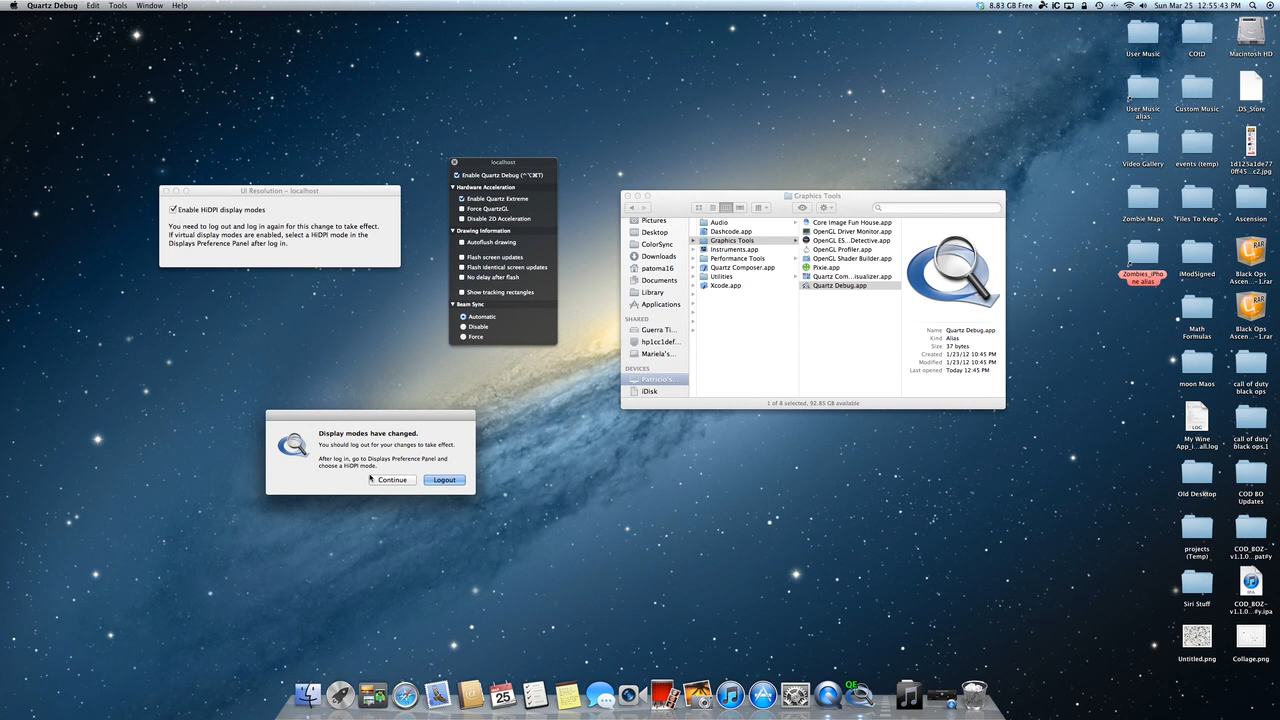 Quartz Debug Edit Tools Window Help
8.83 GB Free
Sun Mar 25 12:55:43 PM
localhost
Enable Quartz Debug (^⌥⌘T)
Hardware Acceleration
Enable Quartz Extreme
Force QuartzGL
Disable 2D Acceleration
Drawing Information
Autoflush drawing
Flash screen updates
Flash identical screen updates
No delay after flash
Show tracking rectangles
Beam Sync
Automatic
Disable
Force
UI Resolution – localhost
Enable HiDPI display modes
You need to log out and log in again for this change to take effect.
If virtual display modes are enabled, select a HiDPI mode in the
Displays Preference Panel after log in.
Display modes have changed.
You should log out for your changes to take effect.
After log in, go to Displays Preference Panel and
choose a HiDPI mode.
Continue
Logout
Graphics Tools
Pictures
Desktop
ColorSync
Downloads
patoma16
Documents
Library
Applications
SHARED
Guerra Ti...
hp1cc1def...
Mariela's...
DEVICES
Patricio's...
iDisk
Audio
Dashcode.app
Graphics Tools
Instruments.app
Performance Tools
Quartz Composer.app
Utilities
Xcode.app
Core Image Fun House.app
OpenGL Driver Monitor.app
OpenGL ES...Detective.app
OpenGL Profiler.app
OpenGL Shader Builder.app
Pixie.app
Quartz Com...isualizer.app
Quartz Debug.app
Name Quartz Debug.app
Kind Alias
Size 37 bytes
Created 1/23/12 10:45 PM
Modified 1/23/12 10:45 PM
Last opened Today 12:45 PM
1 of 8 selected, 92.85 GB available
User Music
COtD
Macintosh HD
User Music
alias
Custom Music
.DS_Store
Video Gallery
events (temp)
1d125a1de77
0ff45...c2.jpg
Zombie Maps
Files To Keep
Ascension
Zombies_iPho
ne alias
iModSigned
Black Ops
Ascen...-1.rar
Math
Formulas
Black Ops
Ascen...-1.rar
moon Maos
call of duty
black ops
LOG
My Wine
App_i...all.log
call of duty
black ops.1
Old Desktop
COD BO
Updates
projects
(Temp)
COD_BOZ-
v1.1.0...pat#y
Siri Stuff
IPA
COD_BOZ-
v1.1.0...#y.ipa
Untitled.png
Collage.png
25
QE